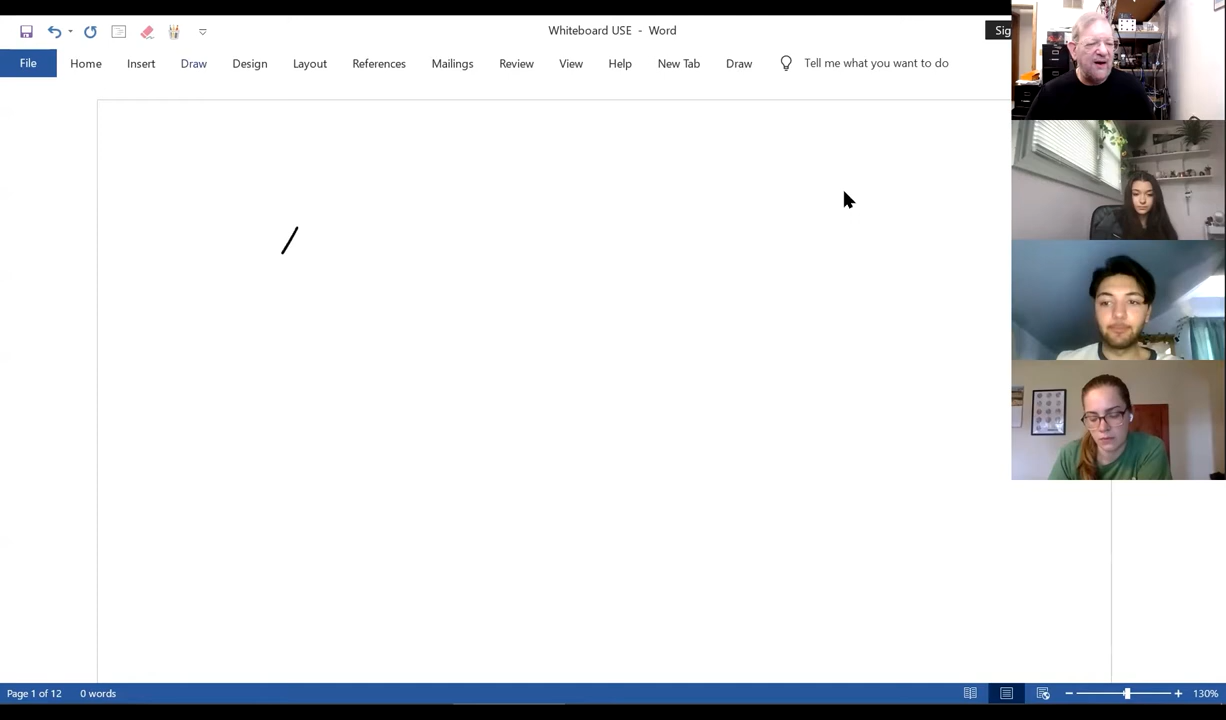 Whiteboard USE - Word
Sig
File Home Insert Draw Design Layout References Mailings Review View Help New Tab Draw Tell me what you want to do
/
Page 1 of 12 0 words 130%